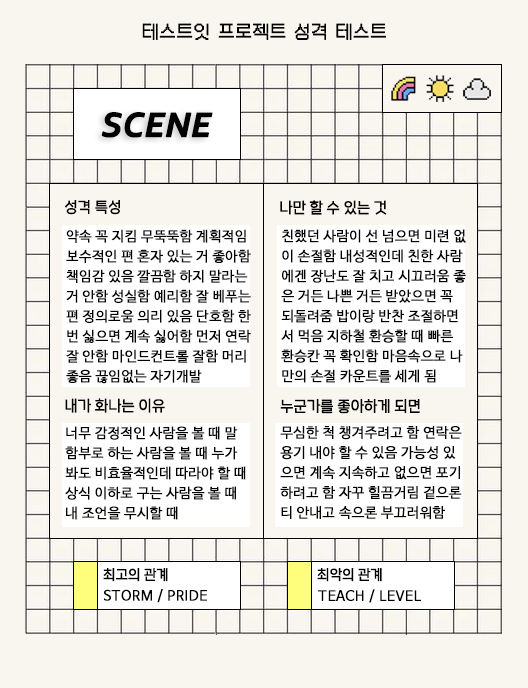 테스트잇 프로젝트 성격 테스트
SCENE
성격 특성
약속 꼭 지킴 무뚝뚝함 계획적임
보수적인 편 혼자 있는 거 좋아함
책임감 있음 깔끔함 하지 말라는
거 안함 성실함 예리함 잘 베푸는
편 정의로움 의리 있음 단호함 한
번 싫으면 계속 싫어함 먼저 연락
잘 안함 마인드컨트롤 잘함 머리
좋음 끊임없는 자기개발
나만 할 수 있는 것
친했던 사람이 선 넘으면 미련 없
이 손절함 내성적인데 친한 사람
에겐 장난도 잘 치고 시끄러움 좋
은 거든 나쁜 거든 받았으면 꼭
되돌려줌 밥이랑 반찬 조절하면
서 먹음 지하철 환승할 때 빠른
환승칸 꼭 확인함 마음속으로 나
만의 손절 카운트를 세게 됨
내가 화나는 이유
너무 감정적인 사람을 볼 때 말
함부로 하는 사람을 볼 때 누가
봐도 비효율적인데 따라야 할 때
상식 이하로 구는 사람을 볼 때
내 조언을 무시할 때
누군가를 좋아하게 되면
무심한 척 챙겨주려고 함 연락은
용기 내야 할 수 있음 가능성 있
으면 계속 지속하고 없으면 포기
하려고 함 자꾸 힐끔거림 겉으론
티 안내고 속으론 부끄러워함
최고의 관계
STORM / PRIDE
최악의 관계
TEACH / LEVEL